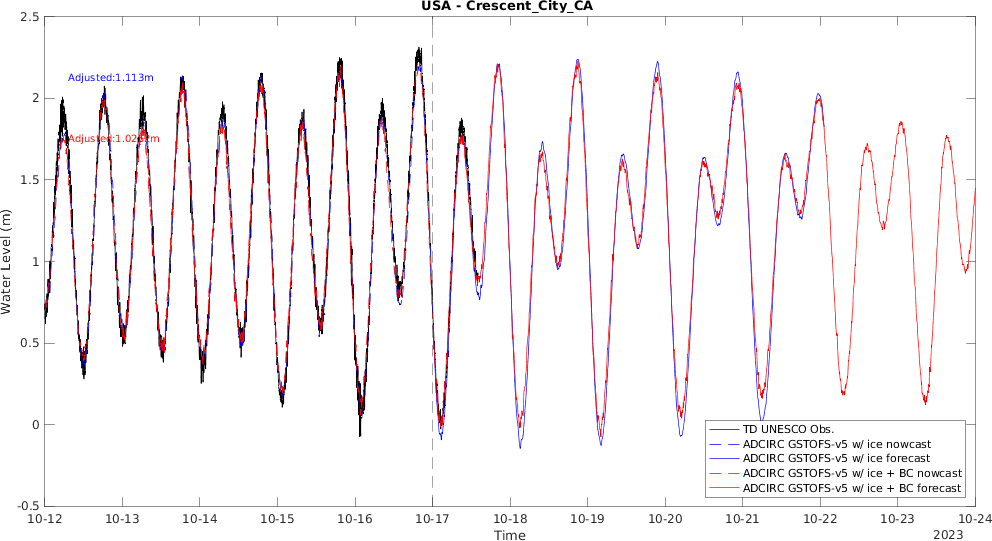 USA - Crescent_City_CA
2.5
2
1.5
1
0.5
0
-0.5
Water Level (m)
Adjusted:1.113m
TD UNESCO Obs.
ADCIRC GSTOFS-v5 w/ ice nowcast
ADCIRC GSTOFS-v5 w/ ice forecast
ADCIRC GSTOFS-v5 w/ ice + BC nowcast
ADCIRC GSTOFS-v5 w/ ice + BC forecast
10-12 10-13 10-14 10-15 10-16 10-17 10-18 10-19 10-20 10-21 10-22 10-23 10-24
Time
2023